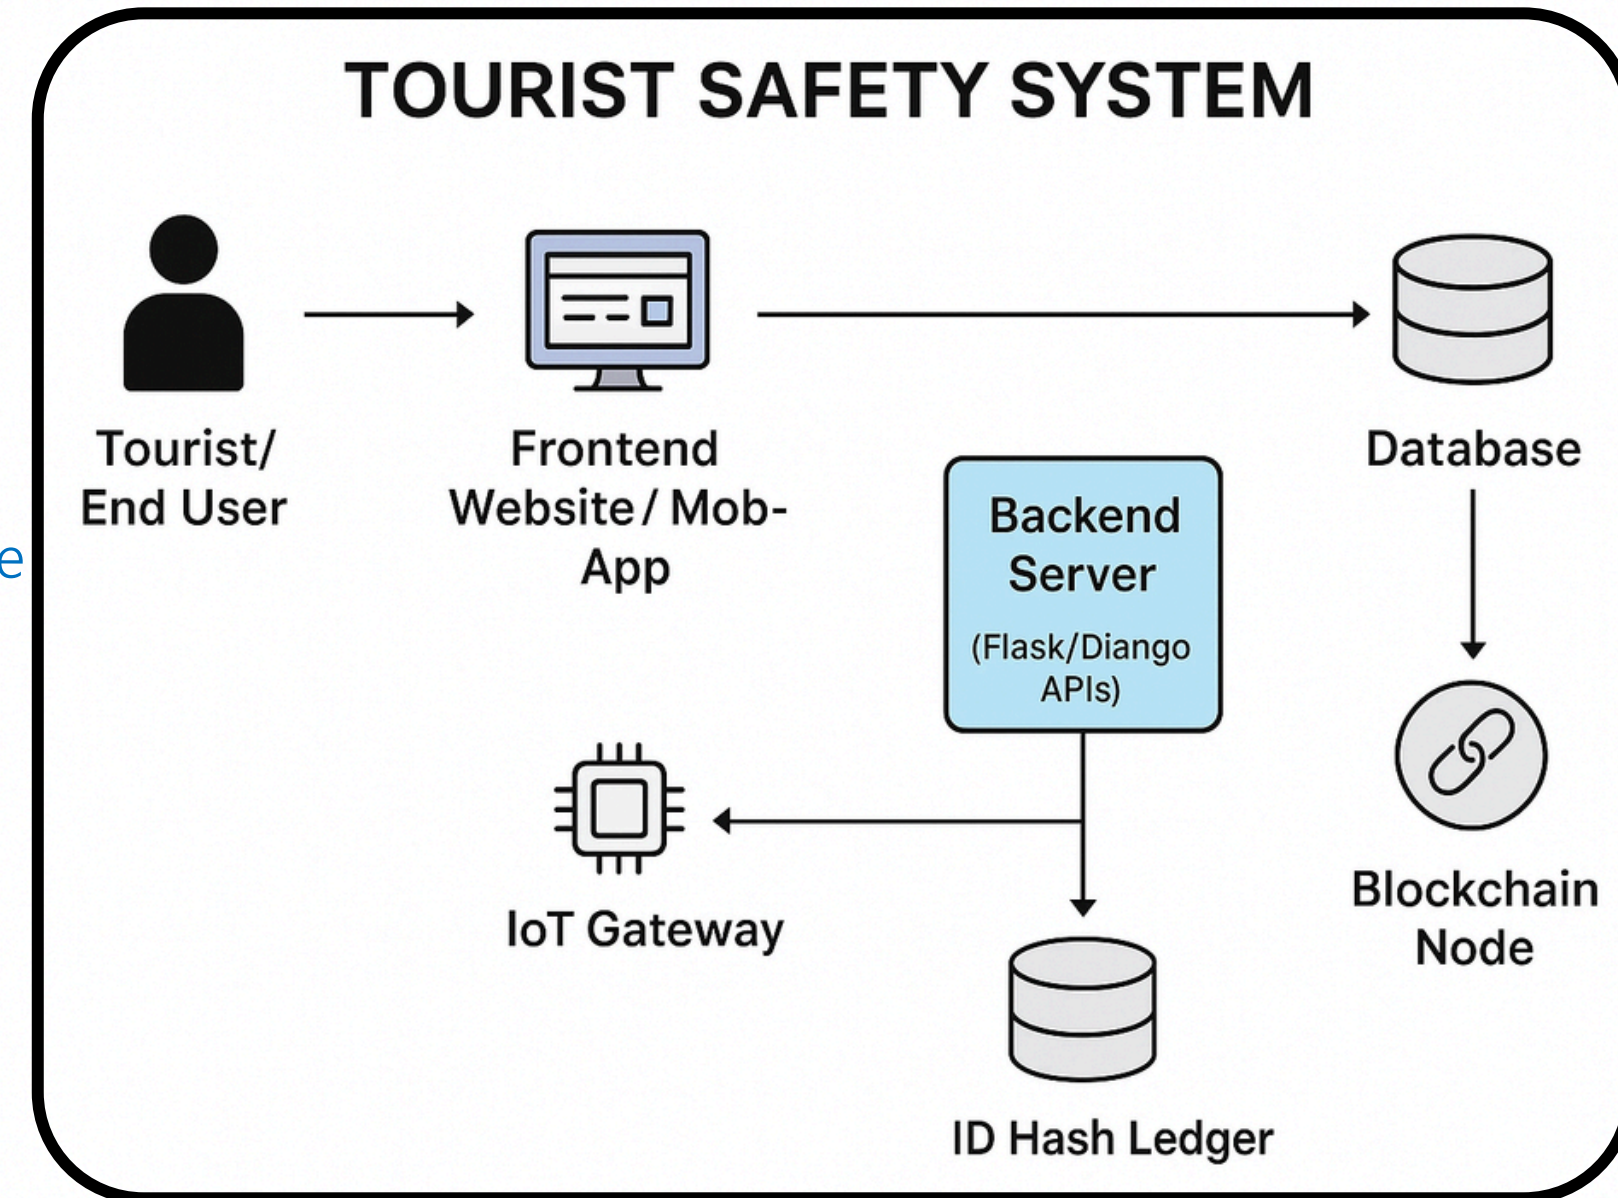 TOURIST SAFETY SYSTEM
Tourist/
End User
Frontend
Website / Mob-
App
Database
e
Backend
Server
(Flask/Diango
APIs)
IoT Gateway
Blockchain
Node
ID Hash Ledger